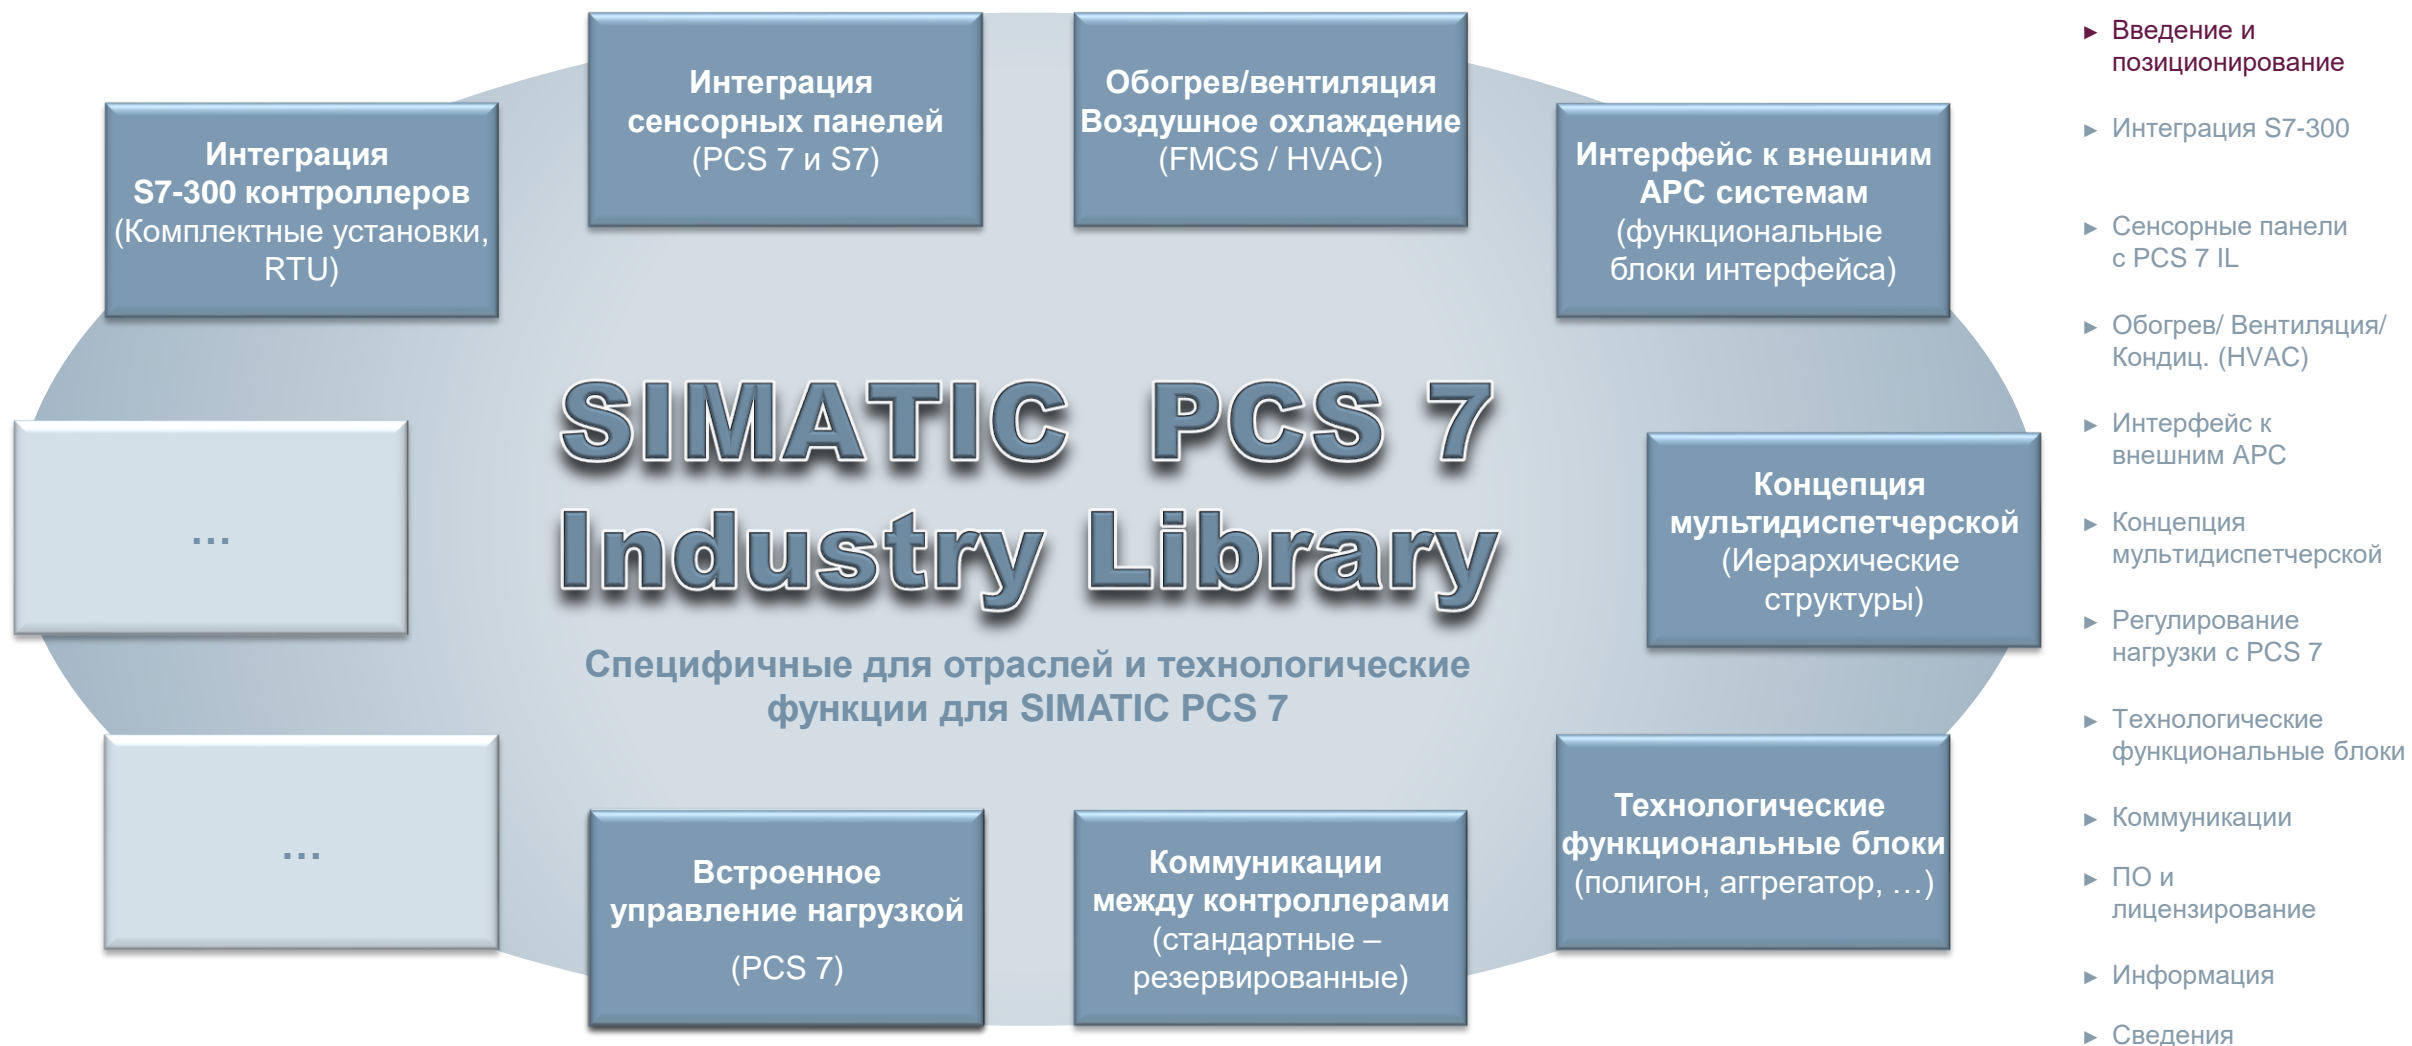 Интеграция
S7-300 контроллеров
(Комплектные установки,
RTU)
Интеграция
сенсорных панелей
(PCS 7 и S7)
Обогрев/вентиляция
Воздушное охлаждение
(FMCS / HVAC)
Интерфейс к внешним
APC системам
(функциональные
блоки интерфейса)
...
SIMATIC PCS 7
Industry Library
Специфичные для отраслей и технологические
функции для SIMATIC PCS 7
Концепция
мультидиспетчерской
(Иерархические
структуры)
...
Встроенное
управление нагрузкой
(PCS 7)
Коммуникации
между контроллерами
(стандартные –
резервированные)
Технологические
функциональные блоки
(полигон, аггрегатор, …)
► Введение и
позиционирование
► Интеграция S7-300
► Сенсорные панели
с PCS 7 IL
► Обогрев/ Вентиляция/
Кондиц. (HVAC)
► Интерфейс к
внешним APC
► Концепция
мультидиспетчерской
► Регулирование
нагрузки с PCS 7
► Технологические
функциональные блоки
► Коммуникации
► ПО и
лицензирование
► Информация
► Сведения